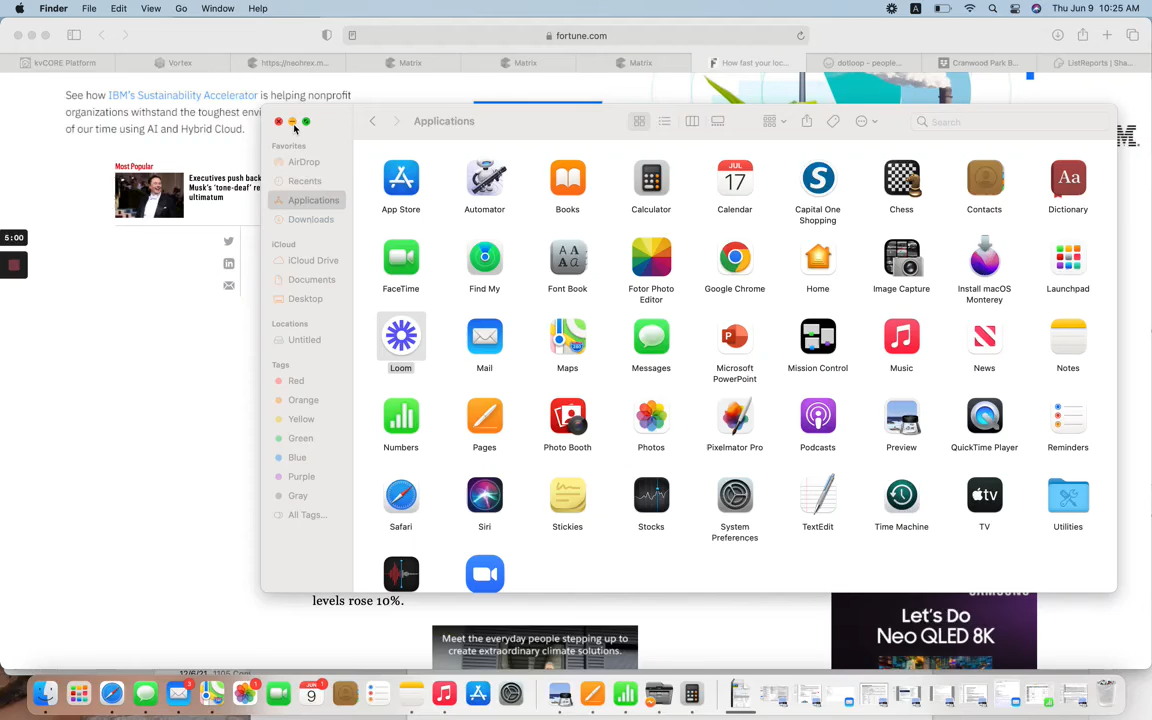 Finder File Edit View Go Window Help
A
Thu Jun 9 10:25 AM
fortune.com
kvCORE Platform
Vortex
https://neohrex.m...
Matrix
Matrix
Matrix
How fast your loc...
dotloop - people...
Cranwood Park B...
ListReports | Sha...
See how IBM's Sustainability Accelerator is helping nonprofit
organizations withstand the toughest
of our time using AI and Hybrid Cloud.
Most Popular
Executives push back
Musk's 'tone-deaf'
ultimatum
5:00
Applications
Search
Favorites
AirDrop
Recents
Applications
Downloads
iCloud
iCloud Drive
Documents
Desktop
Locations
Untitled
Tags
Red
Orange
Yellow
Green
Blue
Purple
Gray
All Tags...
JUL
17
S
Aa
App Store
Automator
Books
Calculator
Calendar
Capital One
Shopping
Chess
Contacts
Dictionary
A A
A a
FaceTime
Find My
Font Book
Fotor Photo
Editor
Google Chrome
Home
Image Capture
Install macOS
Monterey
Launchpad
P
Loom
Mail
Maps
Messages
Microsoft
PowerPoint
Mission Control
Music
News
Notes
Numbers
Pages
Photo Booth
Photos
Pixelmator Pro
Podcasts
Preview
QuickTime Player
Reminders
tv
Safari
Siri
Stickies
Stocks
System
Preferences
TextEdit
Time Machine
TV
Utilities
levels rose 10%.
Meet the everyday people stepping up to
create extraordinary climate solutions.
SAMSUNG
Let's Do
Neo QLED 8K
3
1
JUN
9